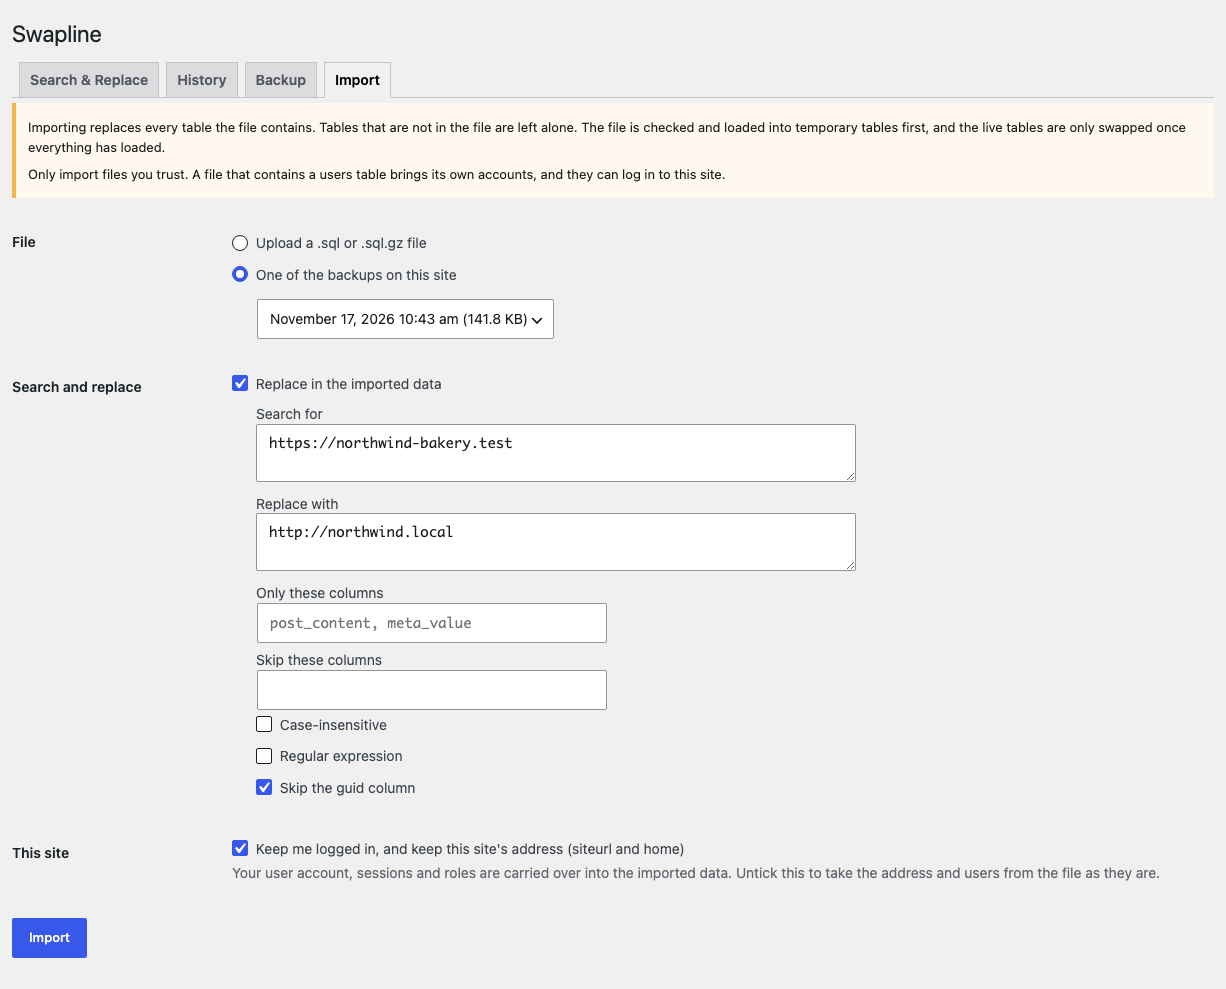 Swapline
Search & Replace
History
Backup
Import
Importing replaces every table the file contains. Tables that are not in the file are left alone. The file is checked and loaded into temporary tables first, and the live tables are only swapped once
everything has loaded.
Only import files you trust. A file that contains a users table brings its own accounts, and they can log in to this site.
File
Upload a .sql or .sql.gz file
One of the backups on this site
November 17, 2026 10:43 am (141.8 KB)
Search and replace
Replace in the imported data
Search for
https://northwind-bakery.test
Replace with
http://northwind.local
Only these columns
post_content, meta_value
Skip these columns
Case-insensitive
Regular expression
Skip the guid column
This site
Keep me logged in, and keep this site's address (siteurl and home)
Your user account, sessions and roles are carried over into the imported data. Untick this to take the address and users from the file as they are.
Import